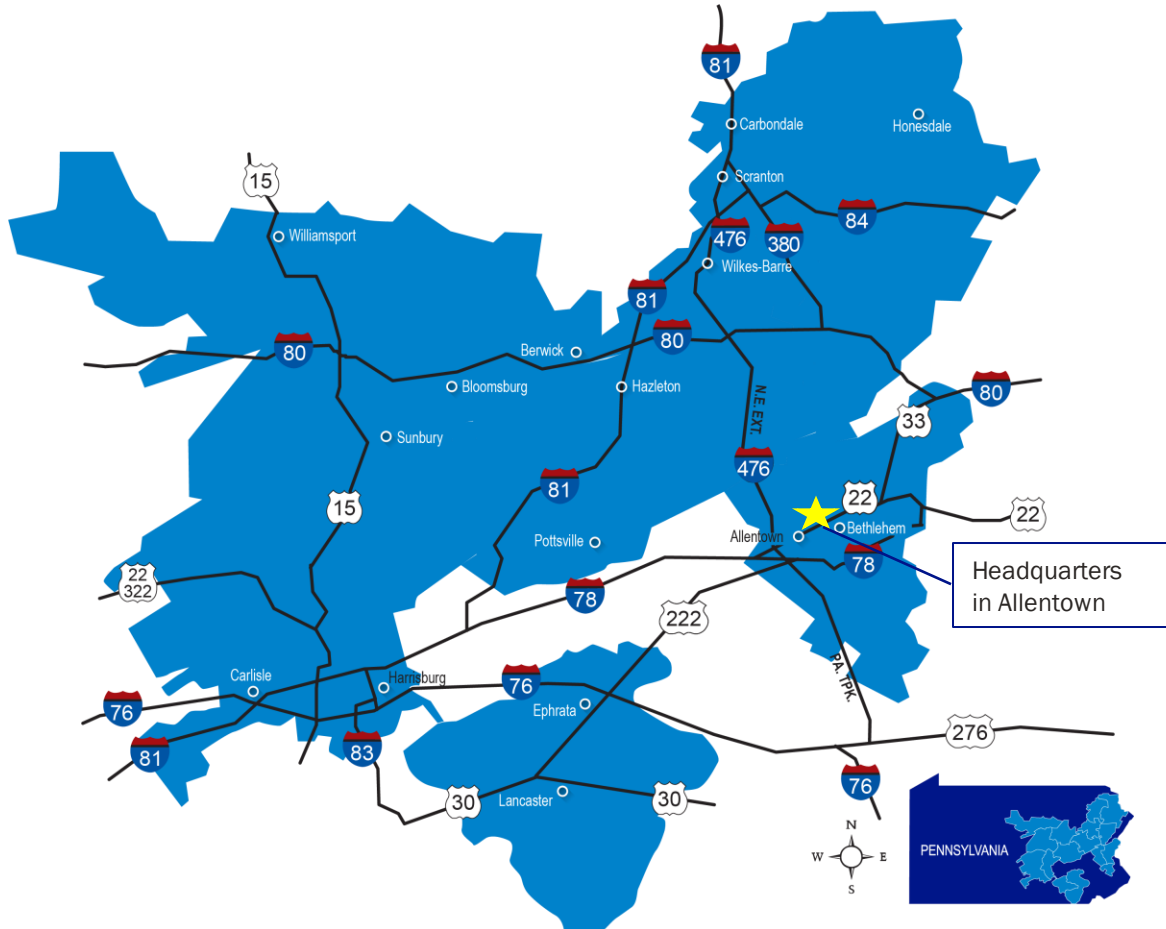 81
Carbondale
Honesdale
15
Scranton
84
Williamsport
476
380
Wilkes-Barre
81
80
80
Berwick
Bloomsburg
Hazleton
80
N.E. EXT.
33
Sunbury
476
81
15
22
22
Bethlehem
Allentown
Pottsville
78
22
322
78
Headquarters
in Allentown
222
PA. TPK.
Carlisle
Harrisburg
76
76
Ephrata
276
81
83
76
30
Lancaster
30
N
W
E
S
PENNSYLVANIA